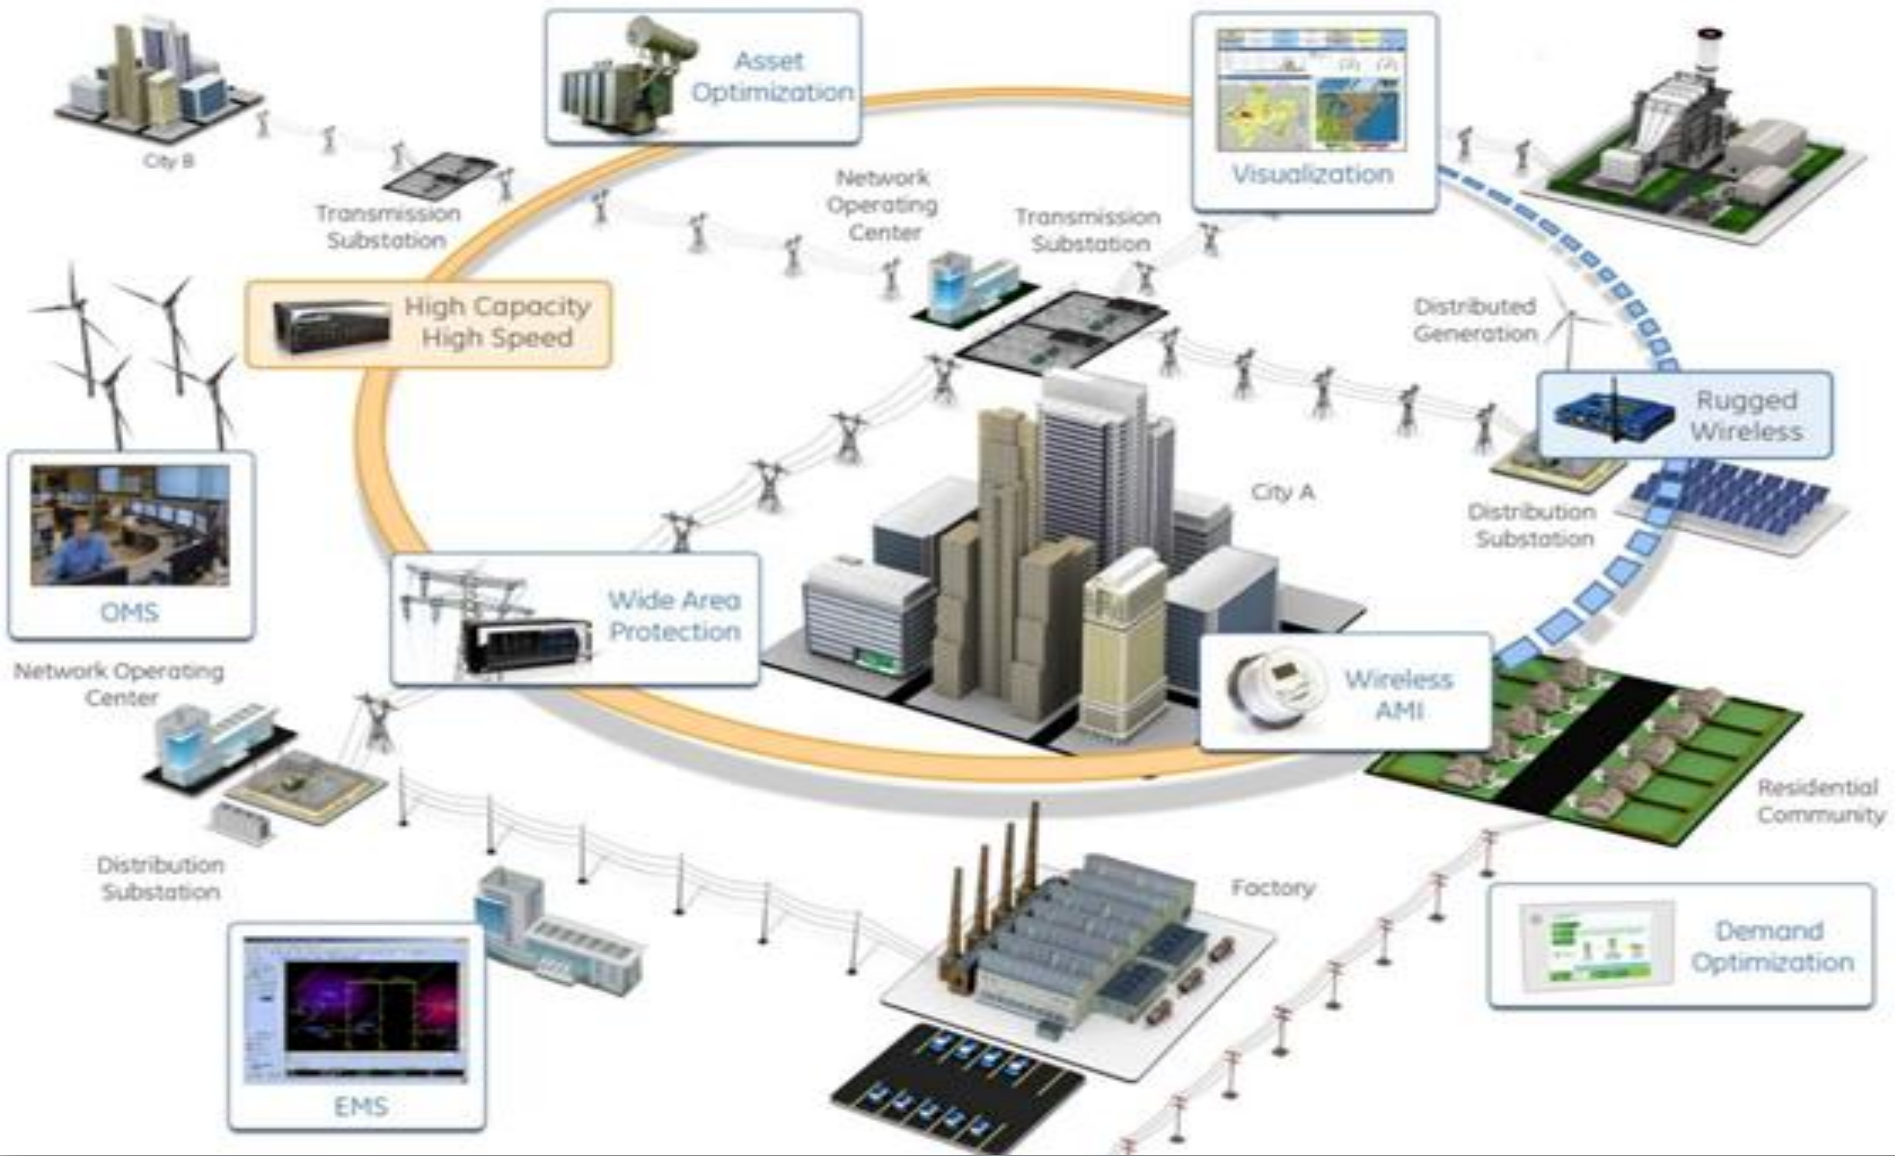 Asset
Optimization
Visualization
City B
Transmission
Substation
Network
Operating
Center
Transmission
Substation
High Capacity
High Speed
Distributed
Generation
Rugged
Wireless
City A
Distribution
Substation
OMS
Wide Area
Protection
Network Operating
Center
Wireless
AMI
Residential
Community
Distribution
Substation
Factory
Demand
Optimization
EMS